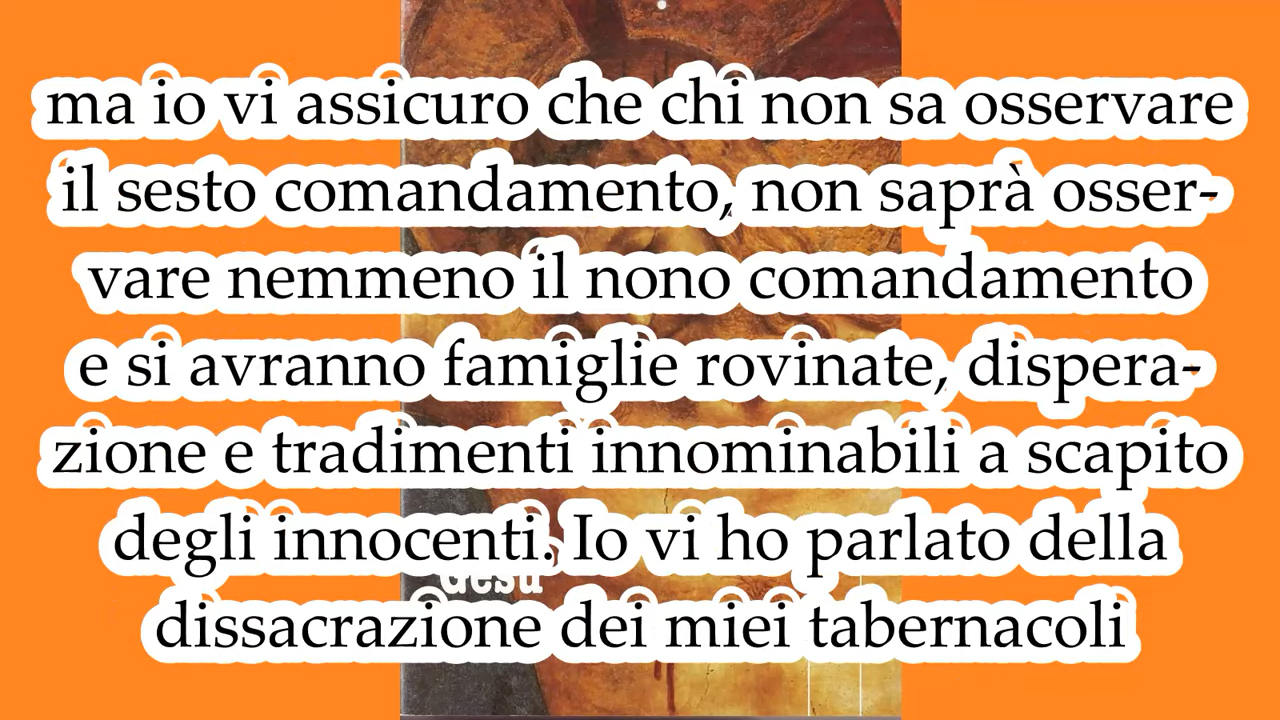 ma io vi assicuro che chi non sa osservare
il sesto comandamento, non saprà osser-
vare nemmeno il nono comandamento
e si avranno famiglie rovinate, dispera-
zione e tradimenti innominabili a scapito
degli innocenti. Io vi ho parlato della
Gesù
dissacrazione dei miei tabernacoli